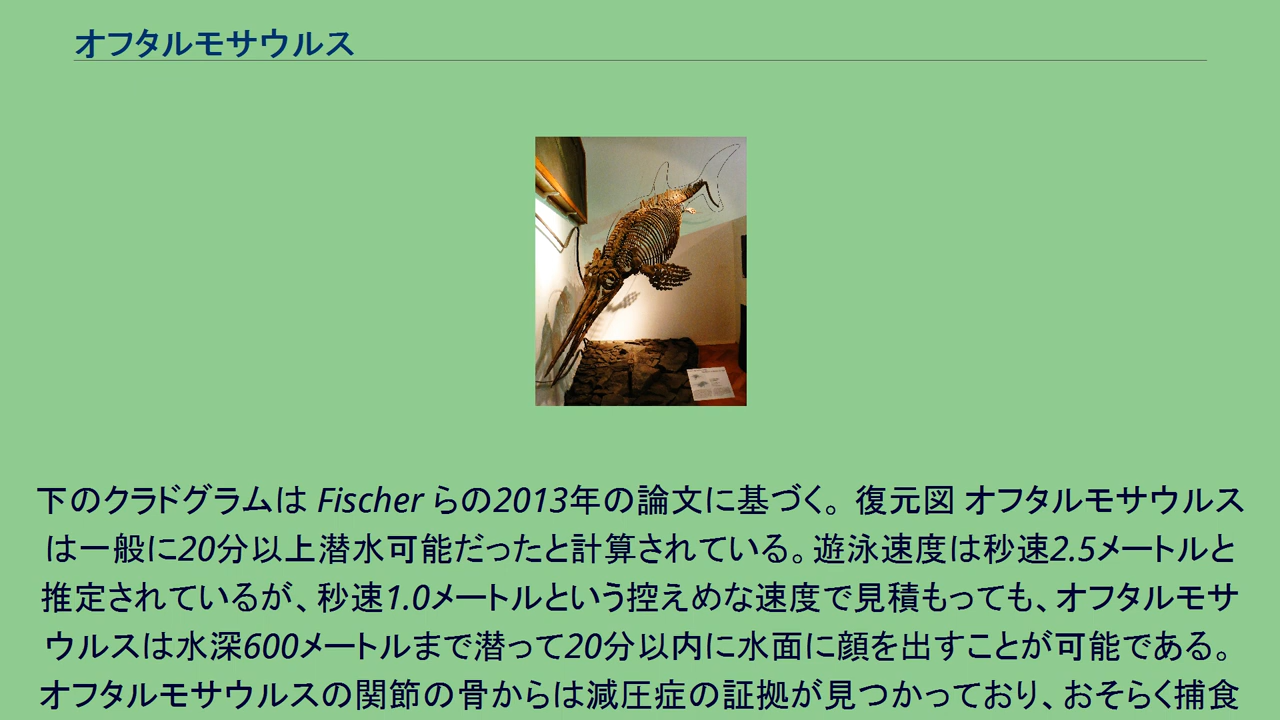 オフタルモサウルス
下のクラドグラムは Fischer らの2013年の論文に基づく。 復元図 オフタルモサウルス
は一般に20分以上潜水可能だったと計算されている。遊泳速度は秒速2.5メートルと
推定されているが、秒速1.0メートルという控えめな速度で見積もっても、オフタルモサ
ウルスは水深600メートルまで潜って20分以内に水面に顔を出すことが可能である。
オフタルモサウルスの関節の骨からは減圧症の証拠が見つかっており、おそらく捕食